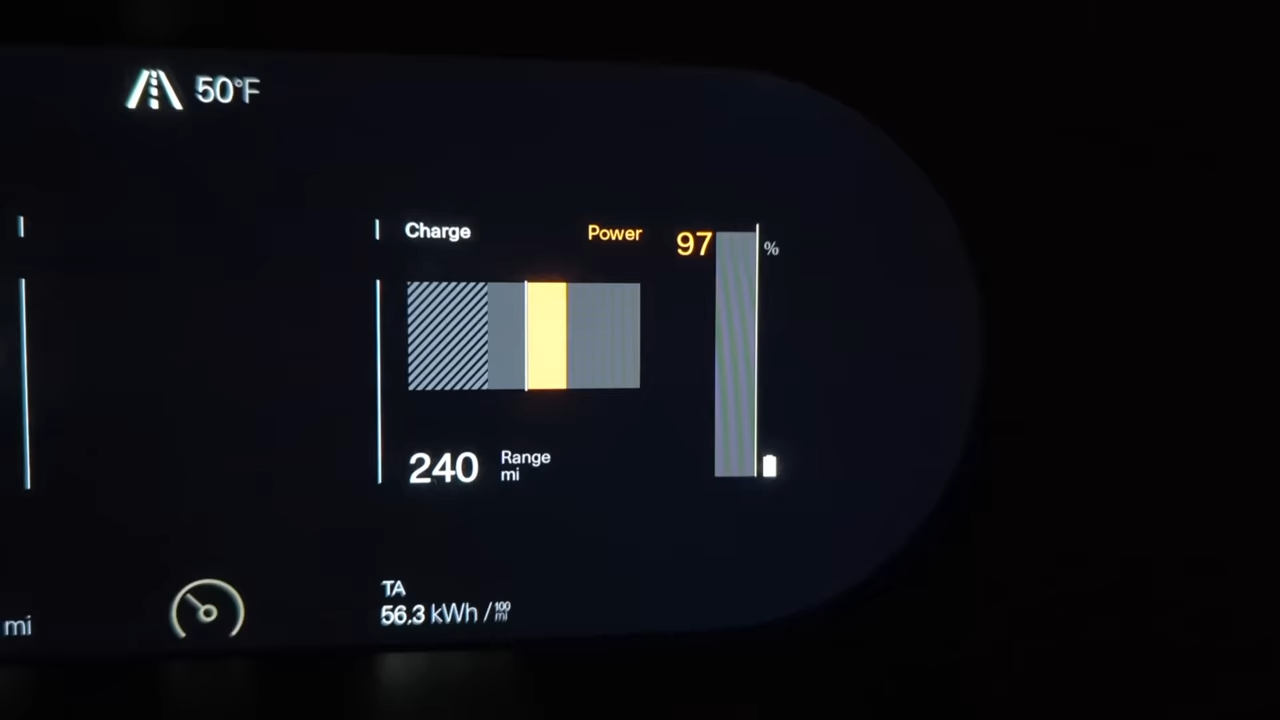 50°F
Charge Power 97 %
240 Range
mi
TA
56.3 kWh / 100 mi
mi